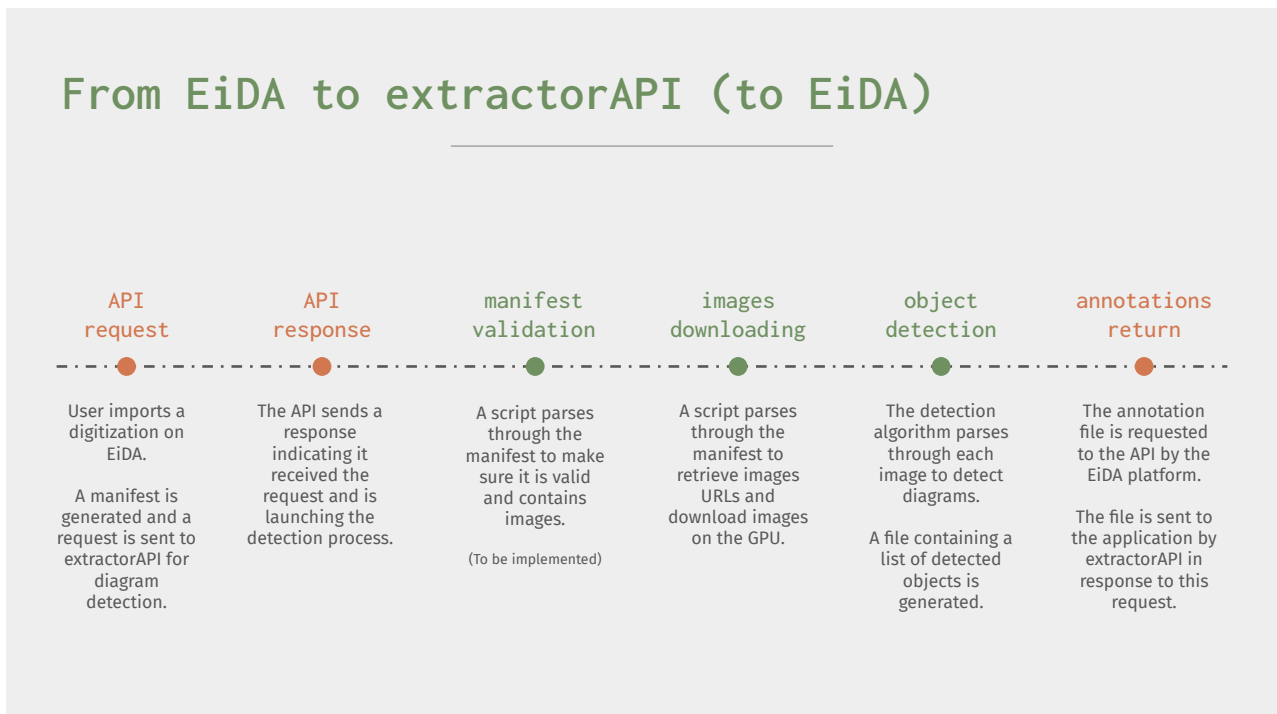 From EiDA to extractorAPI (to EiDA)
API
request
User imports a
digitization on
EiDA.
A manifest is
generated and a
request is sent to
extractorAPI for
diagram
detection.
API
response
The API sends a
response
indicating it
received the
request and is
launching the
detection process.
manifest
validation
A script parses
through the
manifest to make
sure it is valid
and contains
images.
(To be implemented)
images
downloading
A script parses
through the
manifest to
retrieve images
URLs and
download images
on the GPU.
object
detection
The detection
algorithm parses
through each
image to detect
diagrams.
A file containing a
list of detected
objects is
generated.
annotations
return
The annotation
file is requested
to the API by the
EiDA platform.
The file is sent to
the application by
extractorAPI in
response to this
request.